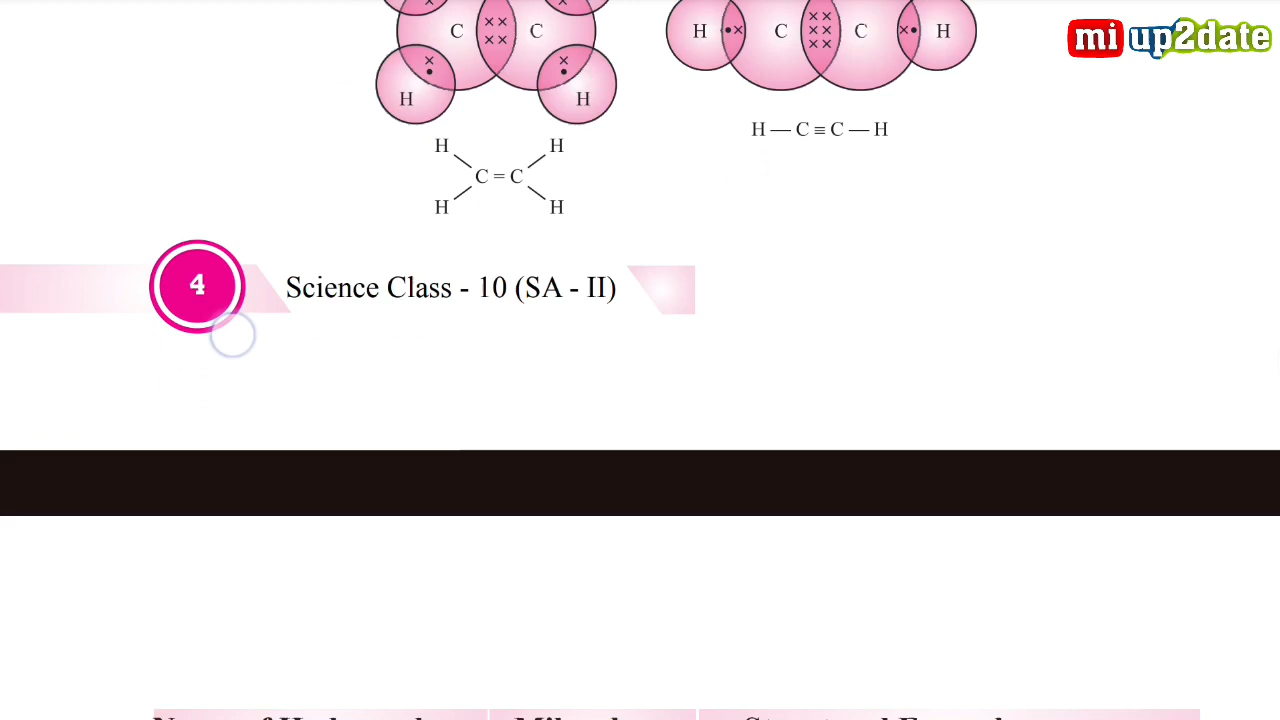 mi up2date
C C
H H
H C C H
H — C ≡ C — H
H H
C = C
H H
4
Science Class - 10 (SA - II)